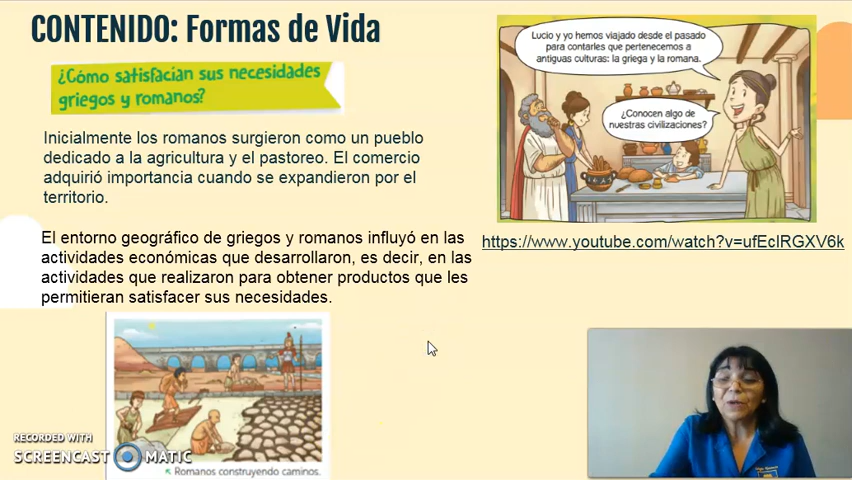 CONTENIDO: Formas de Vida
¿Cómo satisfacían sus necesidades
griegos y romanos?
Inicialmente los romanos surgieron como un pueblo
dedicado a la agricultura y el pastoreo. El comercio
adquirió importancia cuando se expandieron por el
territorio.
El entorno geográfico de griegos y romanos influyó en las
actividades económicas que desarrollaron, es decir, en las
actividades que realizaron para obtener productos que les
permitieran satisfacer sus necesidades.
Lucio y yo hemos viajado desde el pasado
para contarles que pertenecemos a
antiguas culturas: la griega y la romana.
¿Conocen algo de
nuestras civilizaciones?
https://www.youtube.com/watch?v=ufEclRGXV6k
RECORDED WITH
SCREENCAST MATIC
Romanos construyendo caminos.